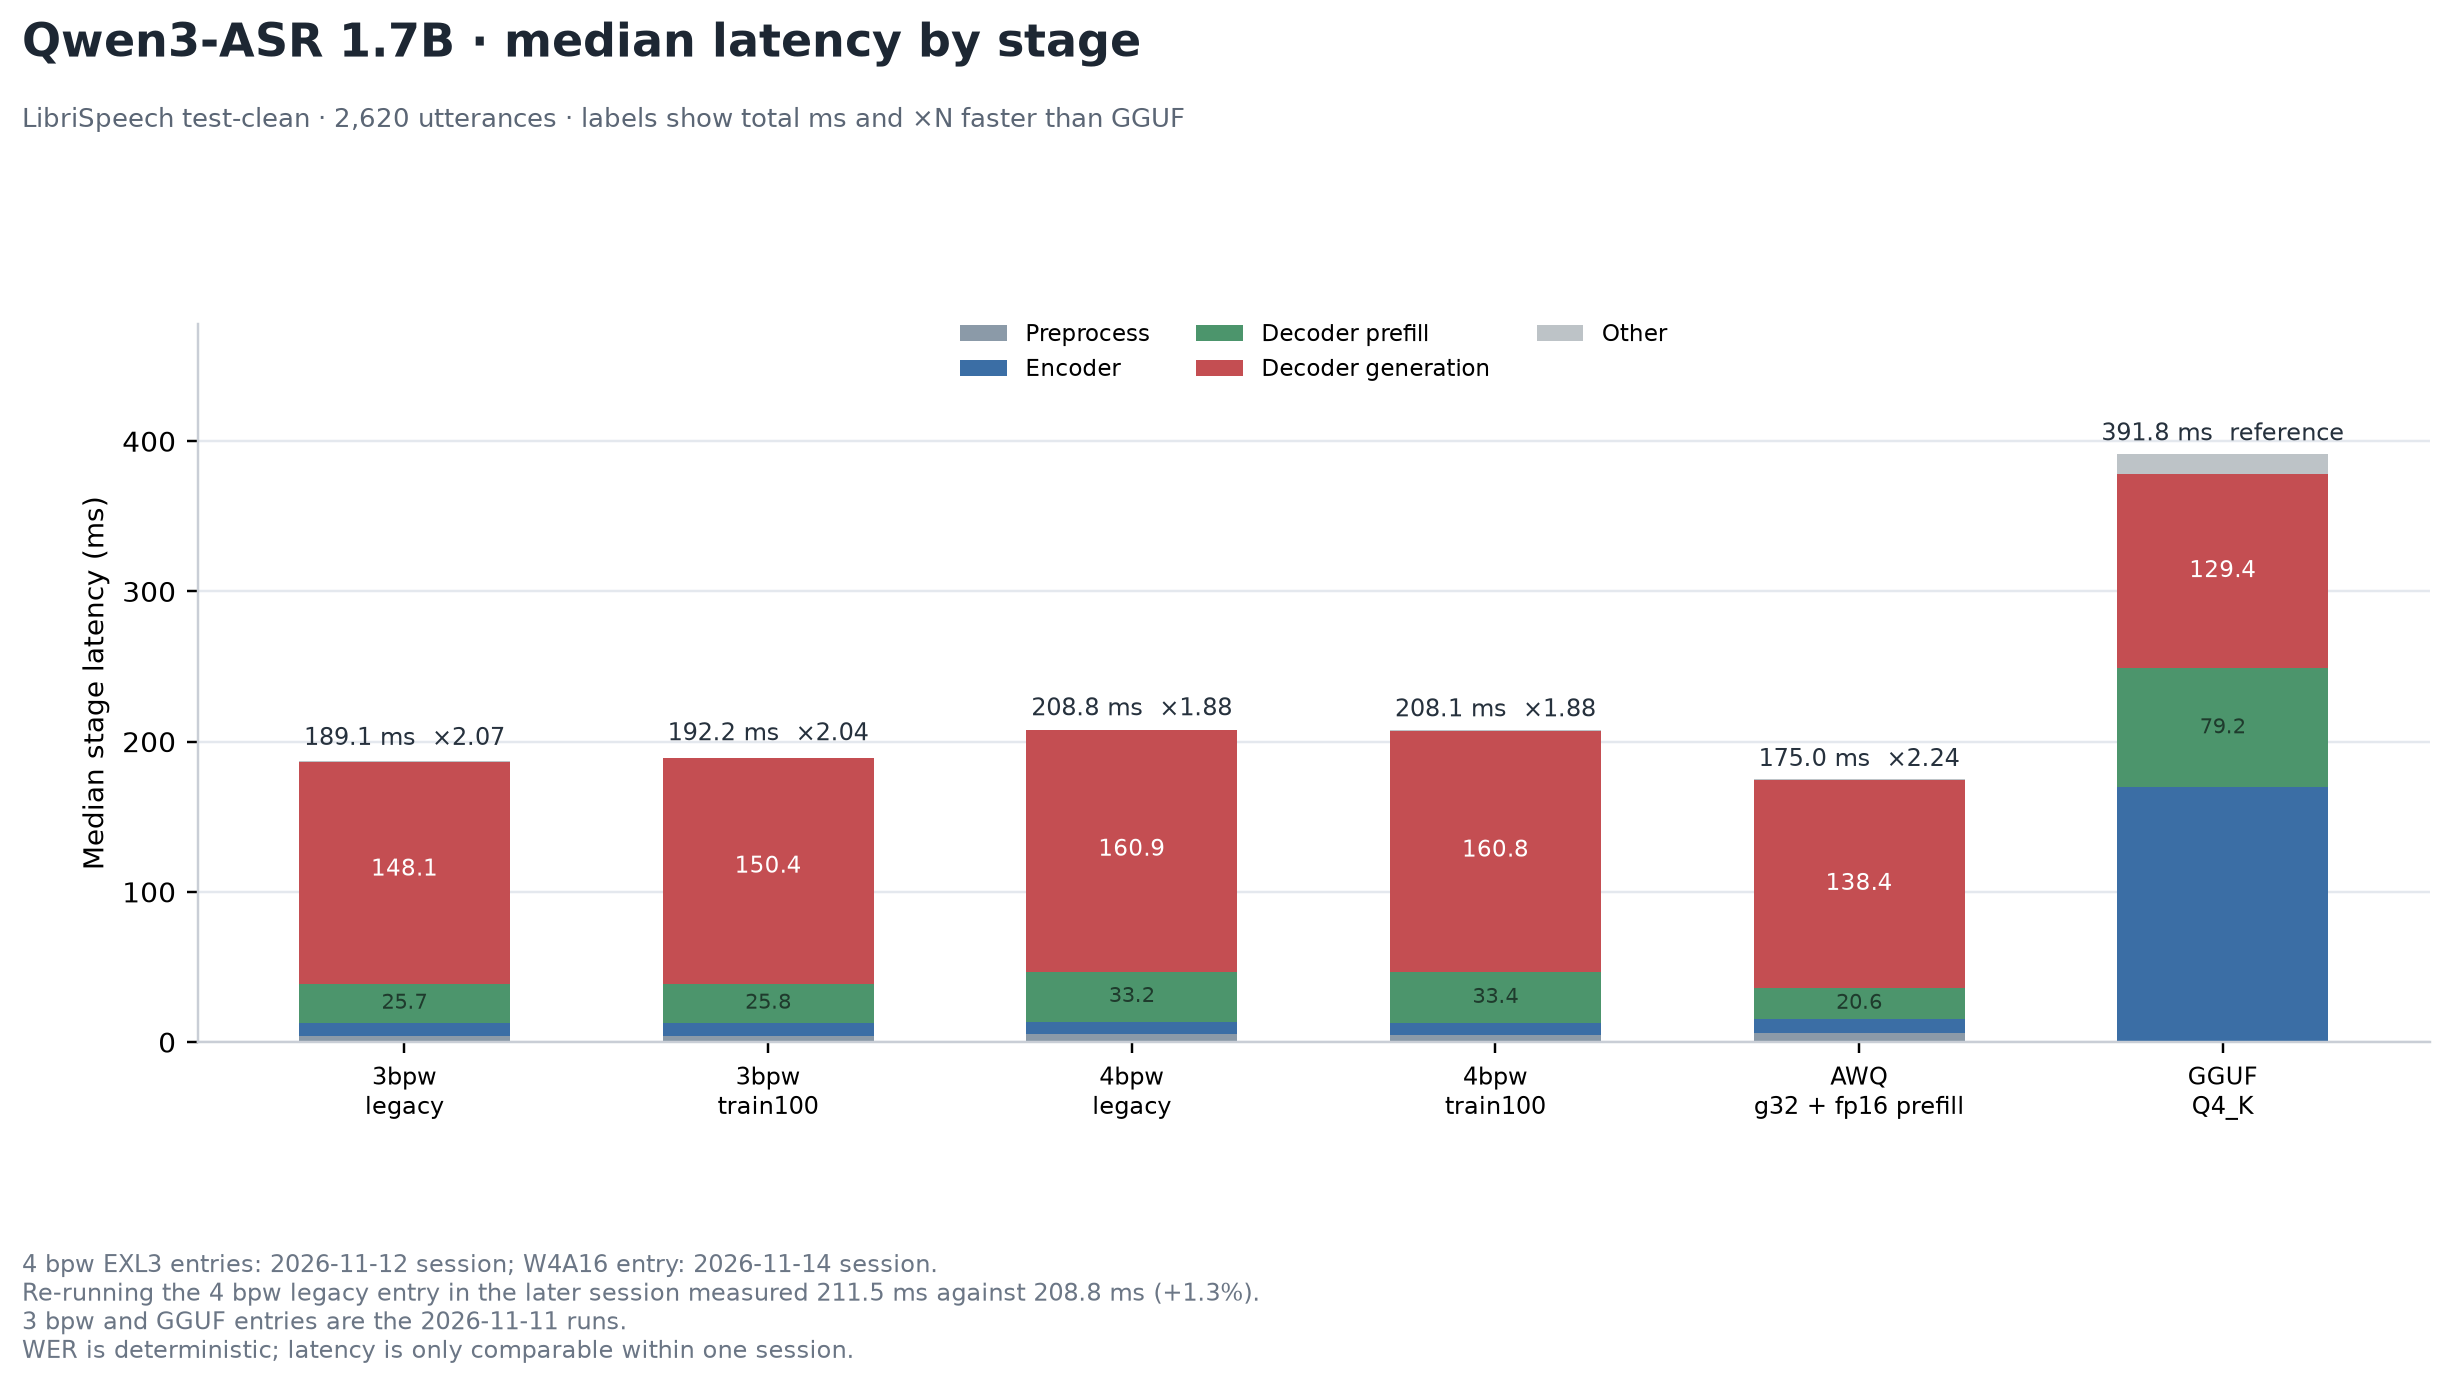 Qwen3-ASR 1.7B · median latency by stage
LibriSpeech test-clean · 2,620 utterances · labels show total ms and ×N faster than GGUF
Preprocess
Encoder
Decoder prefill
Decoder generation
Other
Median stage latency (ms)
400
300
200
100
0
189.1 ms ×2.07
148.1
25.7
192.2 ms ×2.04
150.4
25.8
208.8 ms ×1.88
160.9
33.2
208.1 ms ×1.88
160.8
33.4
175.0 ms ×2.24
138.4
20.6
391.8 ms reference
129.4
79.2
3bpw
legacy
3bpw
train100
4bpw
legacy
4bpw
train100
AWQ
g32 + fp16 prefill
GGUF
Q4_K
4 bpw EXL3 entries: 2026-11-12 session; W4A16 entry: 2026-11-14 session.
Re-running the 4 bpw legacy entry in the later session measured 211.5 ms against 208.8 ms (+1.3%).
3 bpw and GGUF entries are the 2026-11-11 runs.
WER is deterministic; latency is only comparable within one session.